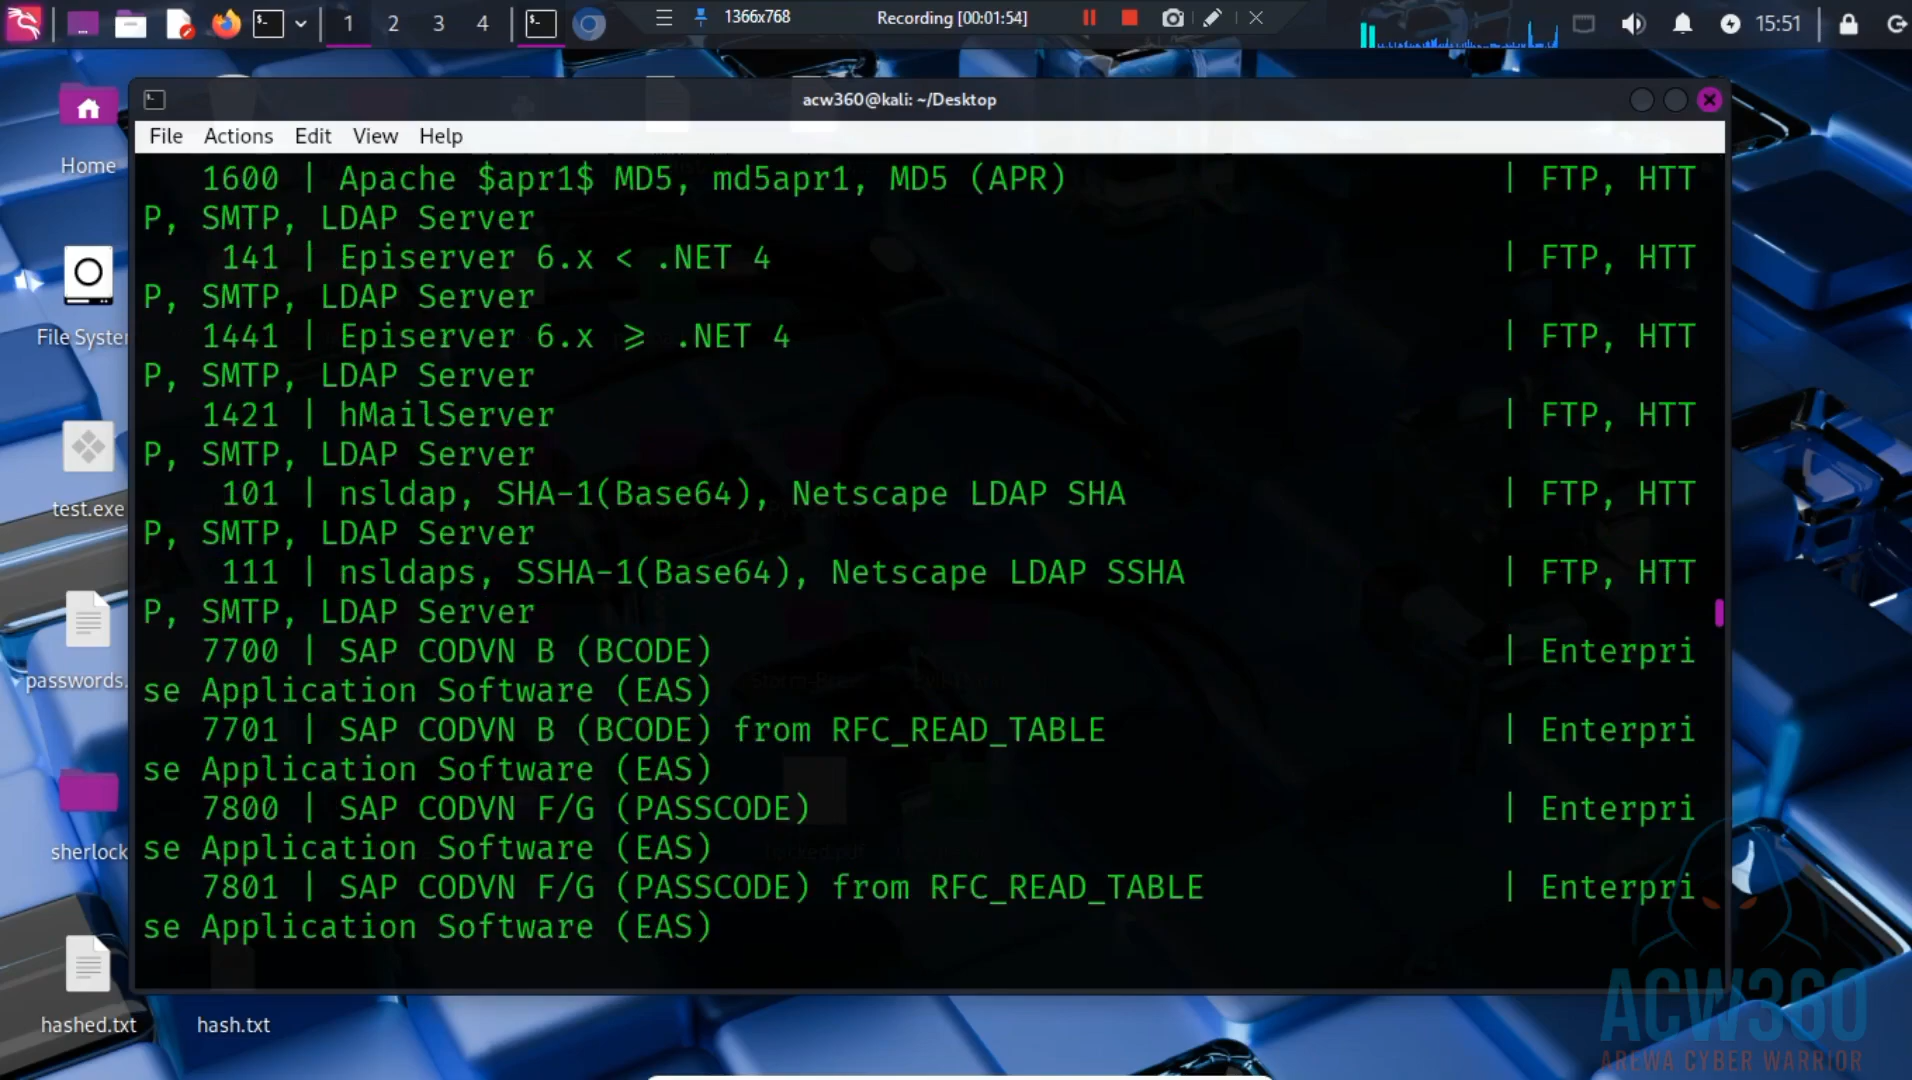 1 2 3 4 1366x768 Recording [00:01:54] 15:51
acw360@kali: ~/Desktop
File Actions Edit View Help
1600 | Apache $apr1$ MD5, md5apr1, MD5 (APR) | FTP, HTT
P, SMTP, LDAP Server
141 | Episerver 6.x < .NET 4 | FTP, HTT
P, SMTP, LDAP Server
1441 | Episerver 6.x >= .NET 4 | FTP, HTT
P, SMTP, LDAP Server
1421 | hMailServer | FTP, HTT
P, SMTP, LDAP Server
101 | nsldap, SHA-1(Base64), Netscape LDAP SHA | FTP, HTT
P, SMTP, LDAP Server
111 | nsldaps, SSHA-1(Base64), Netscape LDAP SSHA | FTP, HTT
P, SMTP, LDAP Server
7700 | SAP CODVN B (BCODE) | Enterpri
se Application Software (EAS)
7701 | SAP CODVN B (BCODE) from RFC_READ_TABLE | Enterpri
se Application Software (EAS)
7800 | SAP CODVN F/G (PASSCODE) | Enterpri
se Application Software (EAS)
7801 | SAP CODVN F/G (PASSCODE) from RFC_READ_TABLE | Enterpri
se Application Software (EAS)
Home
File Syste
test.exe
passwords.
sherlock
hashed.txt
hash.txt
ACW360
AREWA CYBER WARRIOR